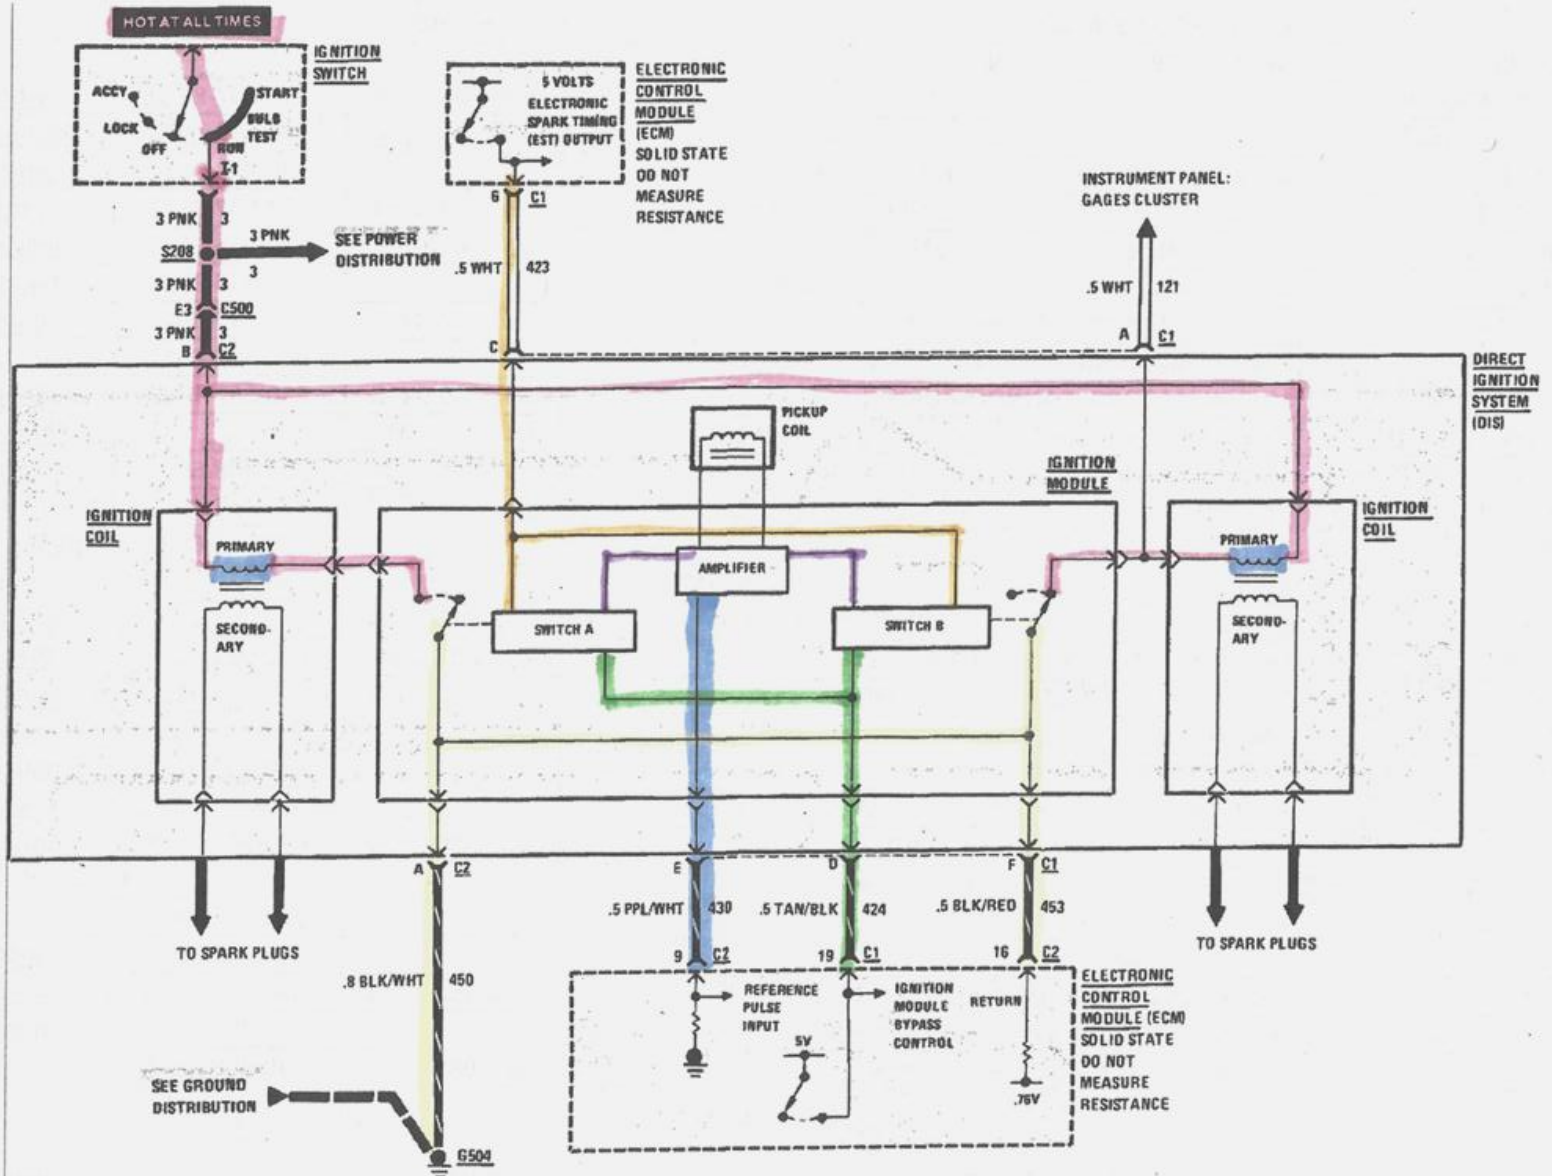 HOT AT ALL TIMES
IGNITION
SWITCH
ACCY
LOCK
OFF
RUN
BULB
TEST
START
I-1
3 PNK
3
S208
3 PNK
3
SEE POWER
DISTRIBUTION
3 PNK
3
E3
C500
3 PNK
3
B
C2
5 VOLTS
ELECTRONIC
SPARK TIMING
(EST) OUTPUT
ELECTRONIC
CONTROL
MODULE
(ECM)
SOLID STATE
DO NOT
MEASURE
RESISTANCE
6
C1
.5 WHT
423
C
INSTRUMENT PANEL:
GAGES CLUSTER
.5 WHT
121
A
C1
DIRECT
IGNITION
SYSTEM
(DIS)
PICKUP
COIL
IGNITION
MODULE
IGNITION
COIL
PRIMARY
SECOND-
ARY
AMPLIFIER
SWITCH A
SWITCH B
IGNITION
COIL
PRIMARY
SECOND-
ARY
TO SPARK PLUGS
A
C2
E
D
F
C1
.5 PPL/WHT
430
.5 TAN/BLK
424
.5 BLK/RED
453
TO SPARK PLUGS
9
C2
19
C1
16
C2
.8 BLK/WHT
450
REFERENCE
PULSE
INPUT
IGNITION
MODULE
BYPASS
CONTROL
RETURN
5V
.76V
ELECTRONIC
CONTROL
MODULE (ECM)
SOLID STATE
DO NOT
MEASURE
RESISTANCE
SEE GROUND
DISTRIBUTION
G504